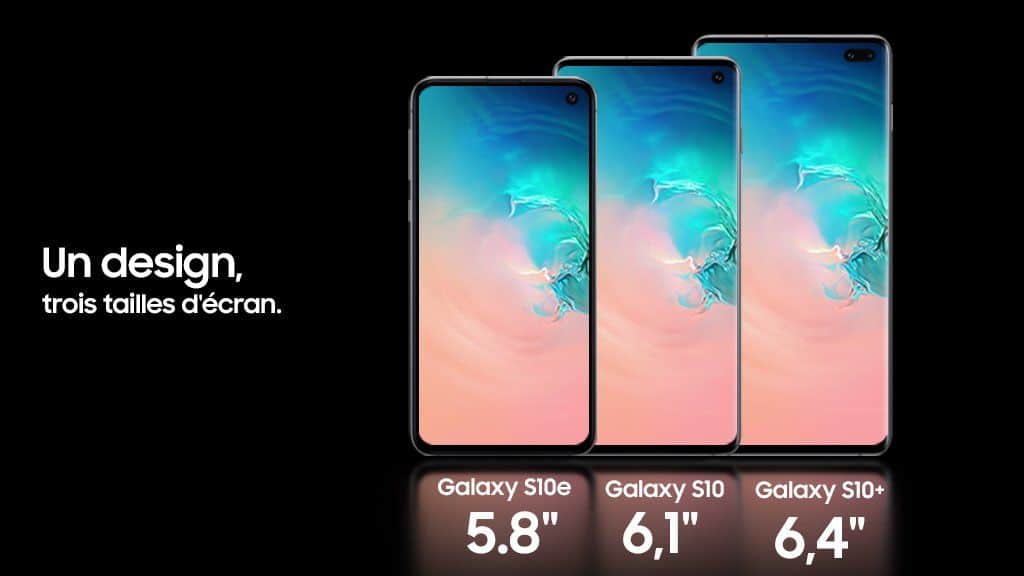 Un design,
trois tailles d'écran.
Galaxy S10e
5.8"
Galaxy S10
6,1"
Galaxy S10+
6,4"